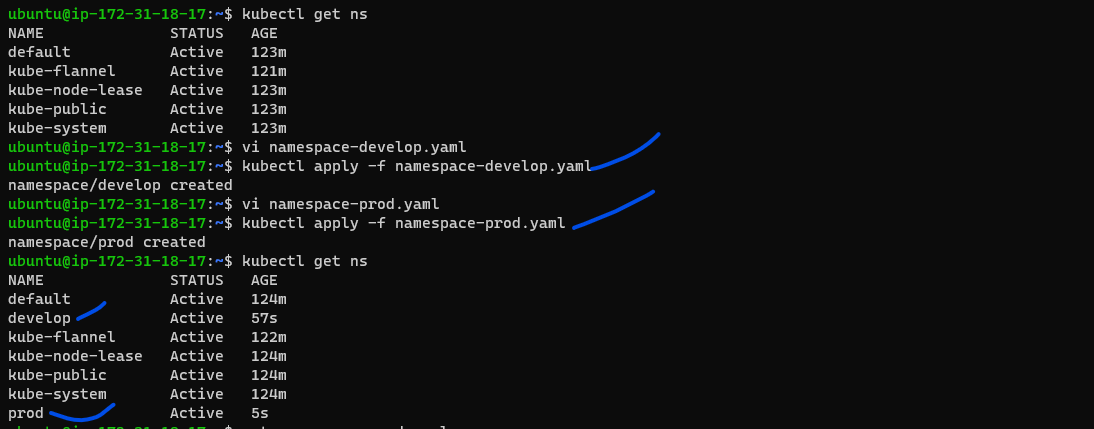 ubuntu@ip-172-31-18-17:~$ kubectl get ns
NAME              STATUS   AGE
default           Active   123m
kube-flannel      Active   121m
kube-node-lease   Active   123m
kube-public       Active   123m
kube-system       Active   123m
ubuntu@ip-172-31-18-17:~$ vi namespace-develop.yaml
ubuntu@ip-172-31-18-17:~$ kubectl apply -f namespace-develop.yaml
namespace/develop created
ubuntu@ip-172-31-18-17:~$ vi namespace-prod.yaml
ubuntu@ip-172-31-18-17:~$ kubectl apply -f namespace-prod.yaml
namespace/prod created
ubuntu@ip-172-31-18-17:~$ kubectl get ns
NAME              STATUS   AGE
default           Active   124m
develop           Active   57s
kube-flannel      Active   122m
kube-node-lease   Active   124m
kube-public       Active   124m
kube-system       Active   124m
prod              Active   5s